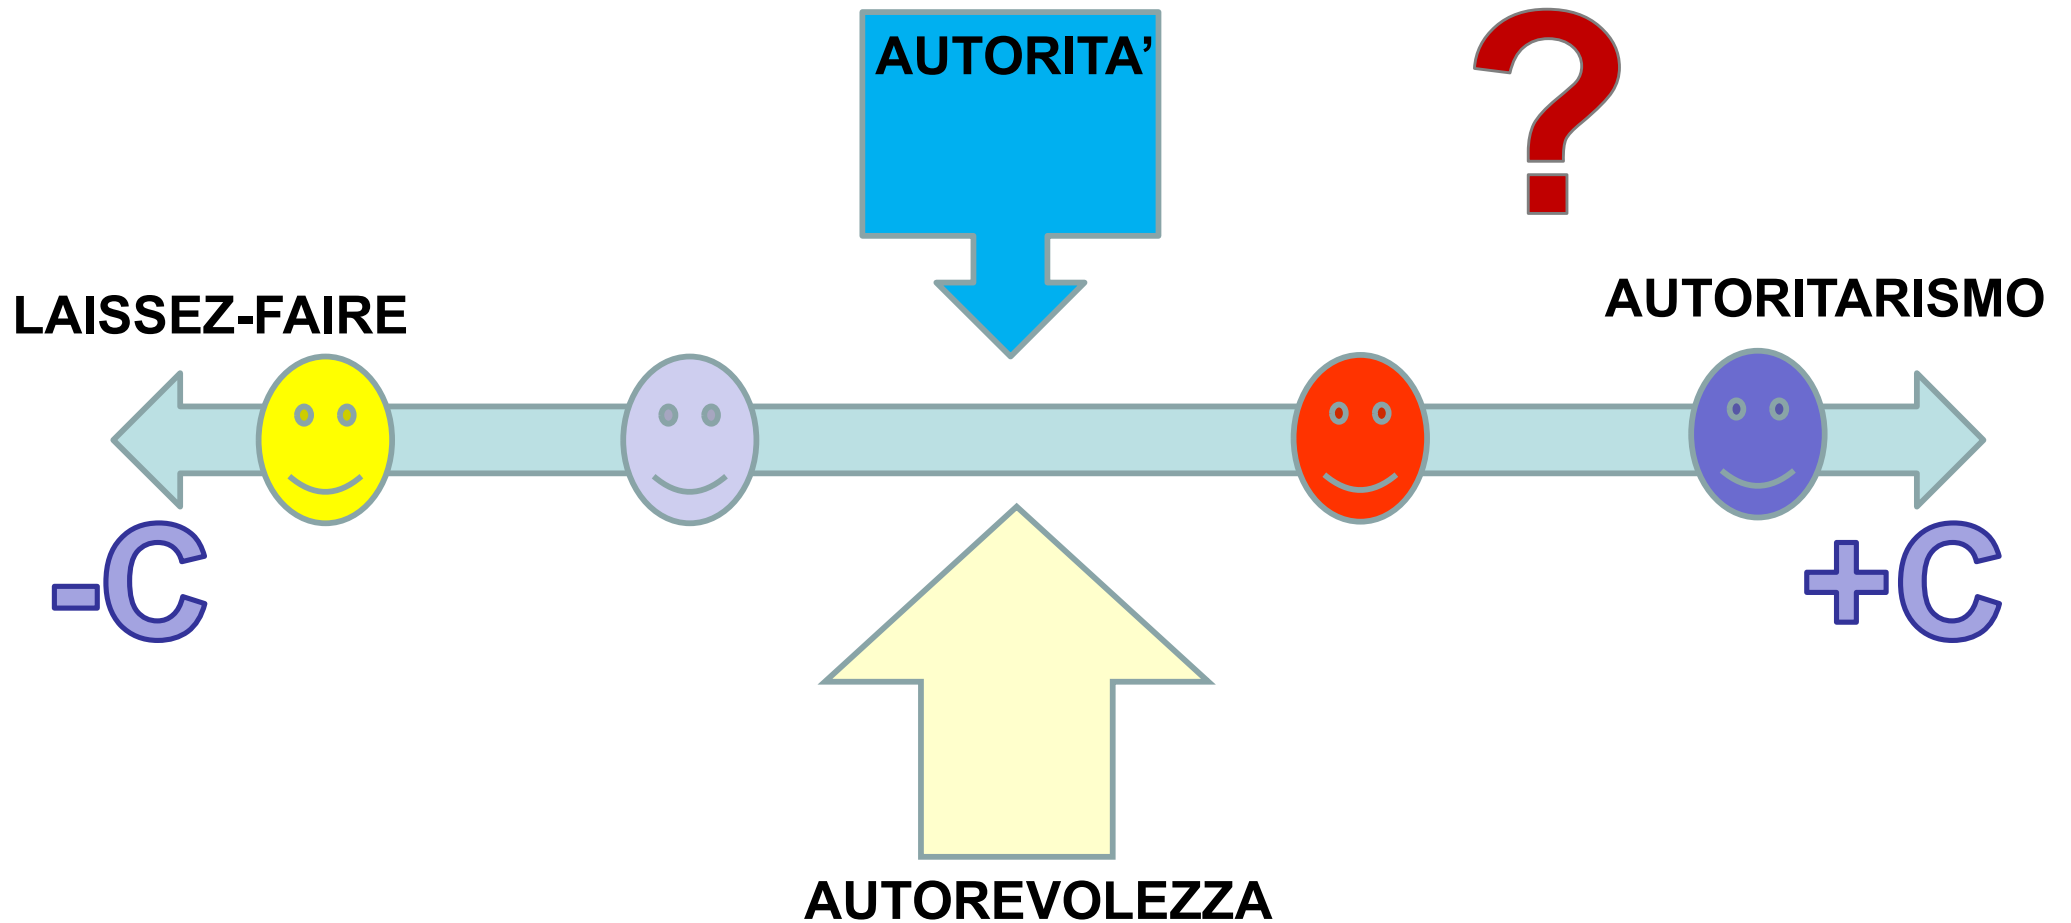 AUTORITA’
?
LAISSEZ-FAIRE
AUTORITARISMO
-C
+C
AUTOREVOLEZZA